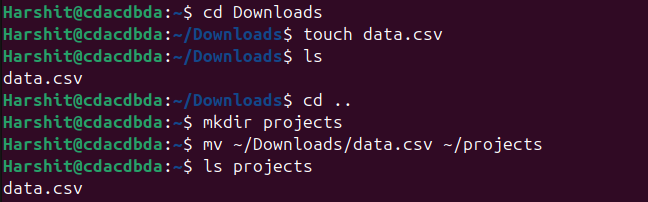 Harshit@cdacdbda:~$ cd Downloads
Harshit@cdacdbda:~/Downloads$ touch data.csv
Harshit@cdacdbda:~/Downloads$ ls
data.csv
Harshit@cdacdbda:~/Downloads$ cd ..
Harshit@cdacdbda:~$ mkdir projects
Harshit@cdacdbda:~$ mv ~/Downloads/data.csv ~/projects
Harshit@cdacdbda:~$ ls projects
data.csv